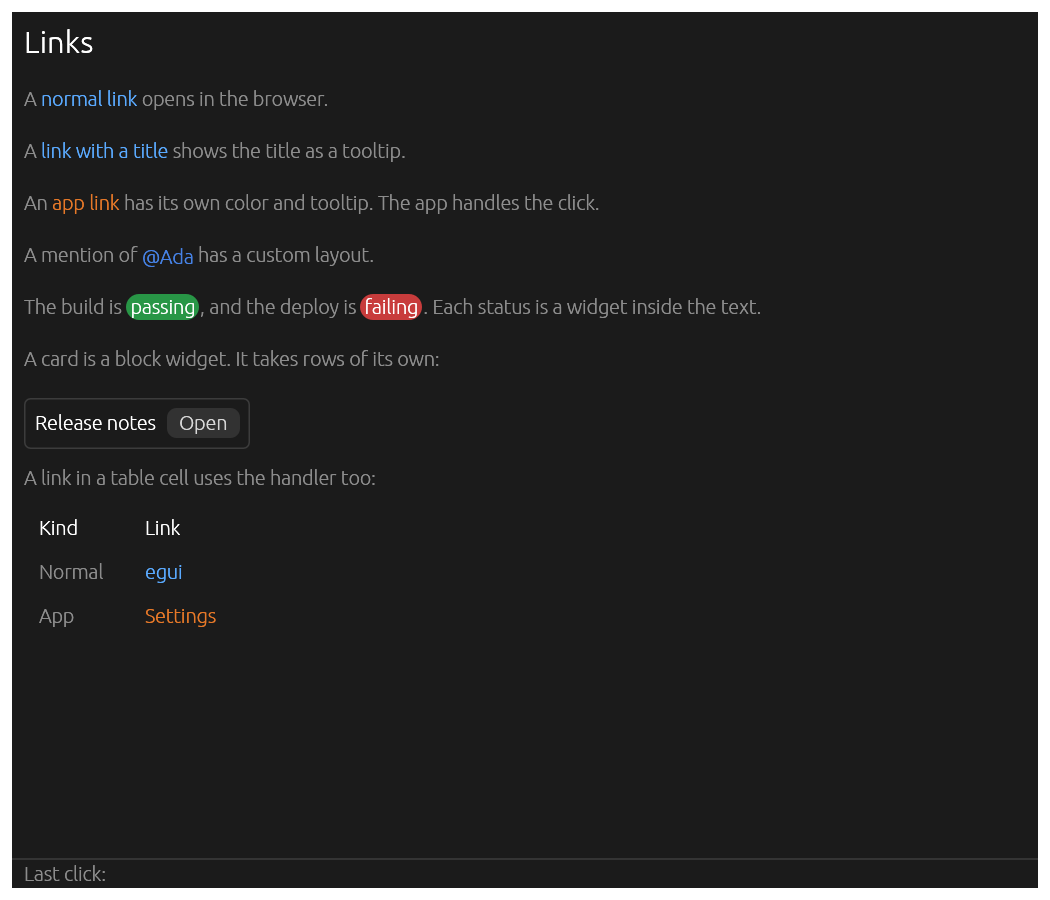 Links
A normal link opens in the browser.
A link with a title shows the title as a tooltip.
An app link has its own color and tooltip. The app handles the click.
A mention of @Ada has a custom layout.
The build is passing, and the deploy is failing. Each status is a widget inside the text.
A card is a block widget. It takes rows of its own:
Release notes Open
A link in a table cell uses the handler too:
Kind Link
Normal egui
App Settings
Last click: